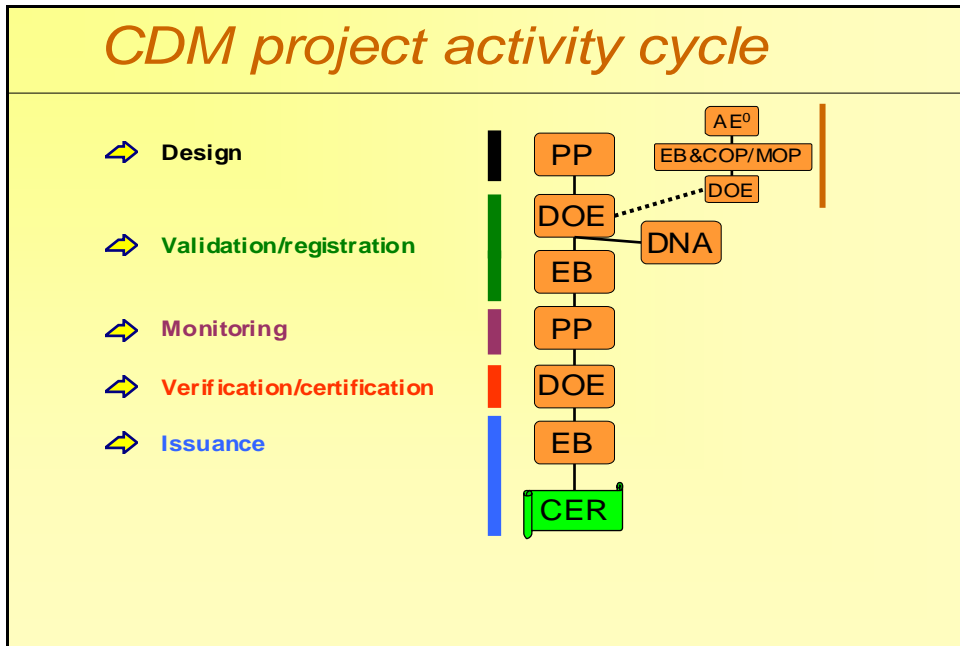 CDM project activity cycle
Design
Validation/registration
Monitoring
Verification/certification
Issuance
PP
DOE
EB
PP
DOE
EB
CER
DNA
AE⁰
EB&COP/MOP
DOE